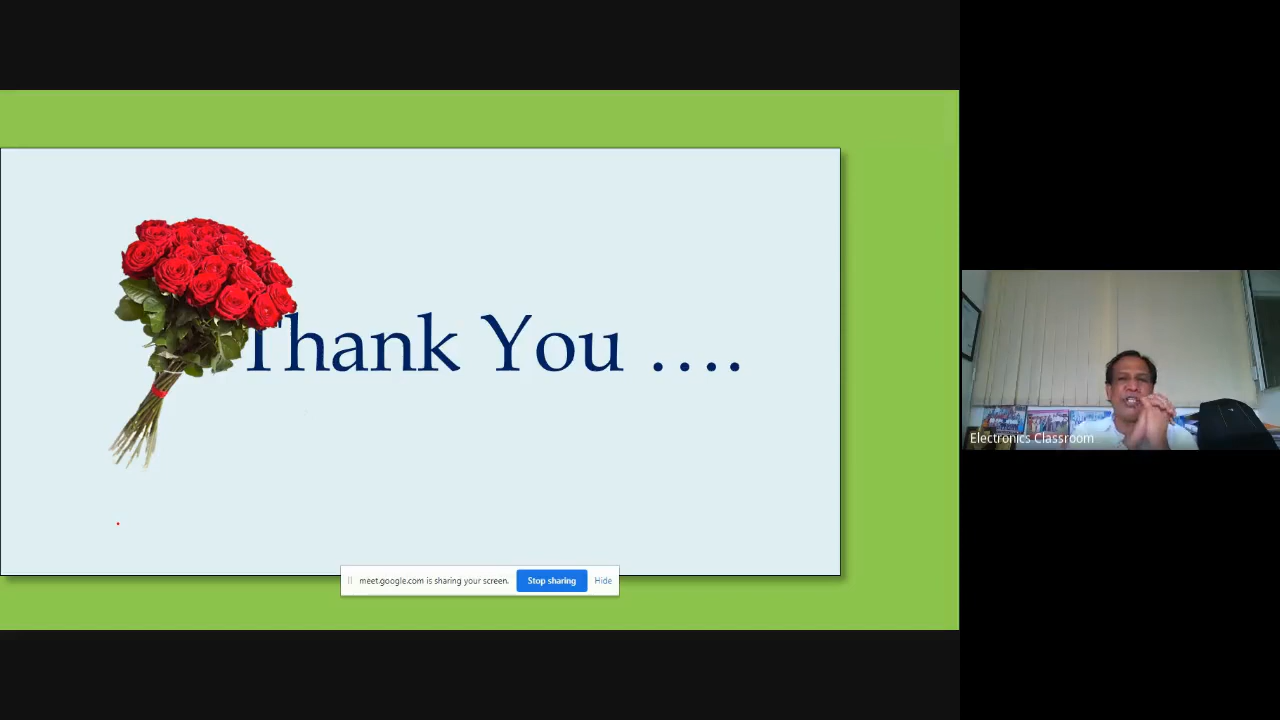 Thank You ....
meet.google.com is sharing your screen. Stop sharing Hide
Electronics Classroom